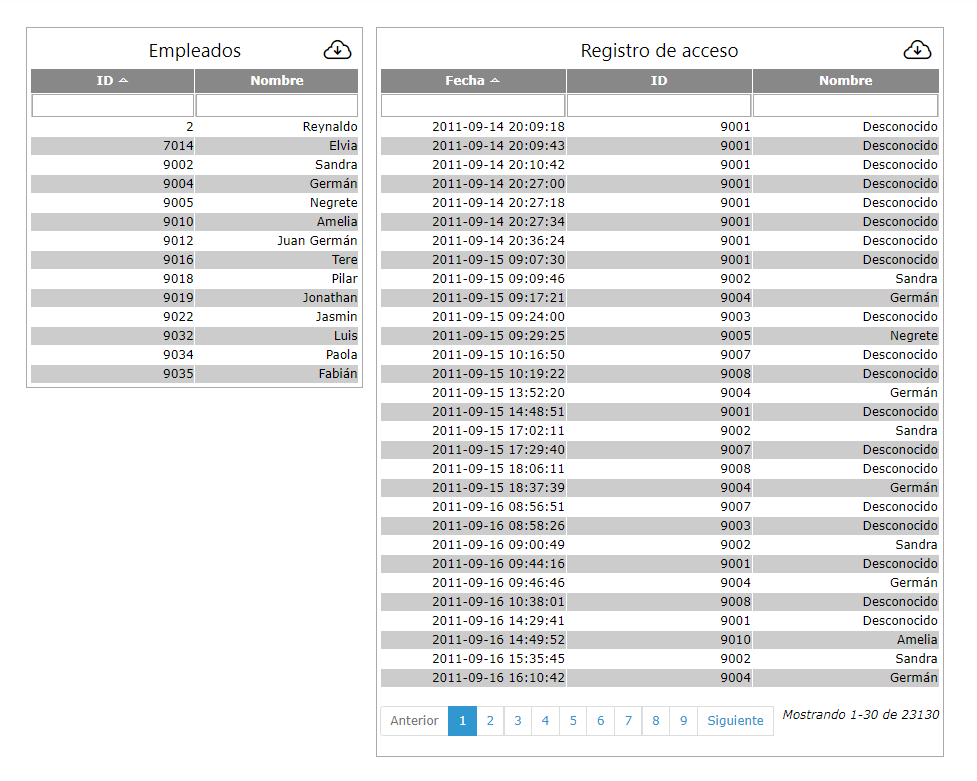 Empleados
ID Nombre
2 Reynaldo
7014 Elvia
9002 Sandra
9004 Germán
9005 Negrete
9010 Amelia
9012 Juan Germán
9016 Tere
9018 Pilar
9019 Jonathan
9022 Jasmin
9032 Luis
9034 Paola
9035 Fabián
Registro de acceso
Fecha ID Nombre
2011-09-14 20:09:18 9001 Desconocido
2011-09-14 20:09:43 9001 Desconocido
2011-09-14 20:10:42 9001 Desconocido
2011-09-14 20:27:00 9001 Desconocido
2011-09-14 20:27:18 9001 Desconocido
2011-09-14 20:27:34 9001 Desconocido
2011-09-14 20:36:24 9001 Desconocido
2011-09-15 09:07:30 9001 Desconocido
2011-09-15 09:09:46 9002 Sandra
2011-09-15 09:17:21 9004 Germán
2011-09-15 09:24:00 9003 Desconocido
2011-09-15 09:29:25 9005 Negrete
2011-09-15 10:16:50 9007 Desconocido
2011-09-15 10:19:22 9008 Desconocido
2011-09-15 13:52:20 9004 Germán
2011-09-15 14:48:51 9001 Desconocido
2011-09-15 17:02:11 9002 Sandra
2011-09-15 17:29:40 9007 Desconocido
2011-09-15 18:06:11 9008 Desconocido
2011-09-15 18:37:39 9004 Germán
2011-09-16 08:56:51 9007 Desconocido
2011-09-16 08:58:26 9003 Desconocido
2011-09-16 09:00:49 9002 Sandra
2011-09-16 09:44:16 9001 Desconocido
2011-09-16 09:46:46 9004 Germán
2011-09-16 10:38:01 9008 Desconocido
2011-09-16 14:29:41 9001 Desconocido
2011-09-16 14:49:52 9010 Amelia
2011-09-16 15:35:45 9002 Sandra
2011-09-16 16:10:42 9004 Germán
Anterior 1 2 3 4 5 6 7 8 9 Siguiente Mostrando 1-30 de 23130